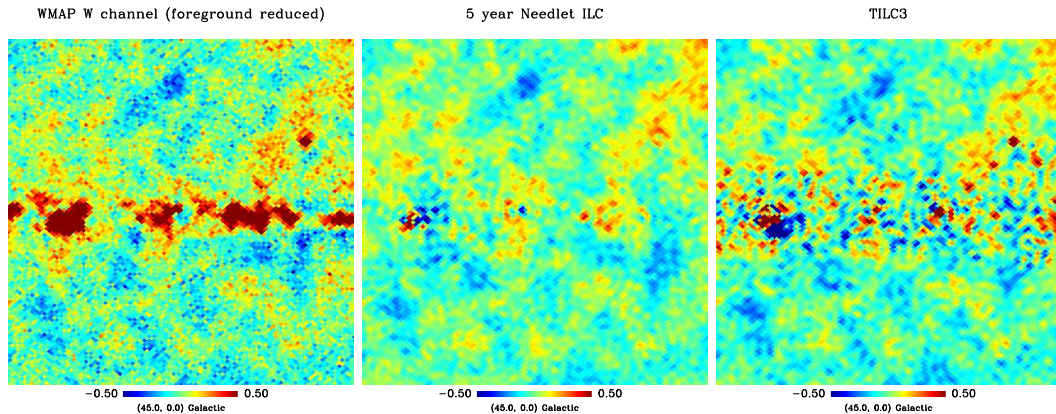 WMAP W channel (foreground reduced) 5 year Needlet ILC TILC3
−0.50 0.50 −0.50 0.50 −0.50 0.50
(45.0, 0.0) Galactic (45.0, 0.0) Galactic (45.0, 0.0) Galactic